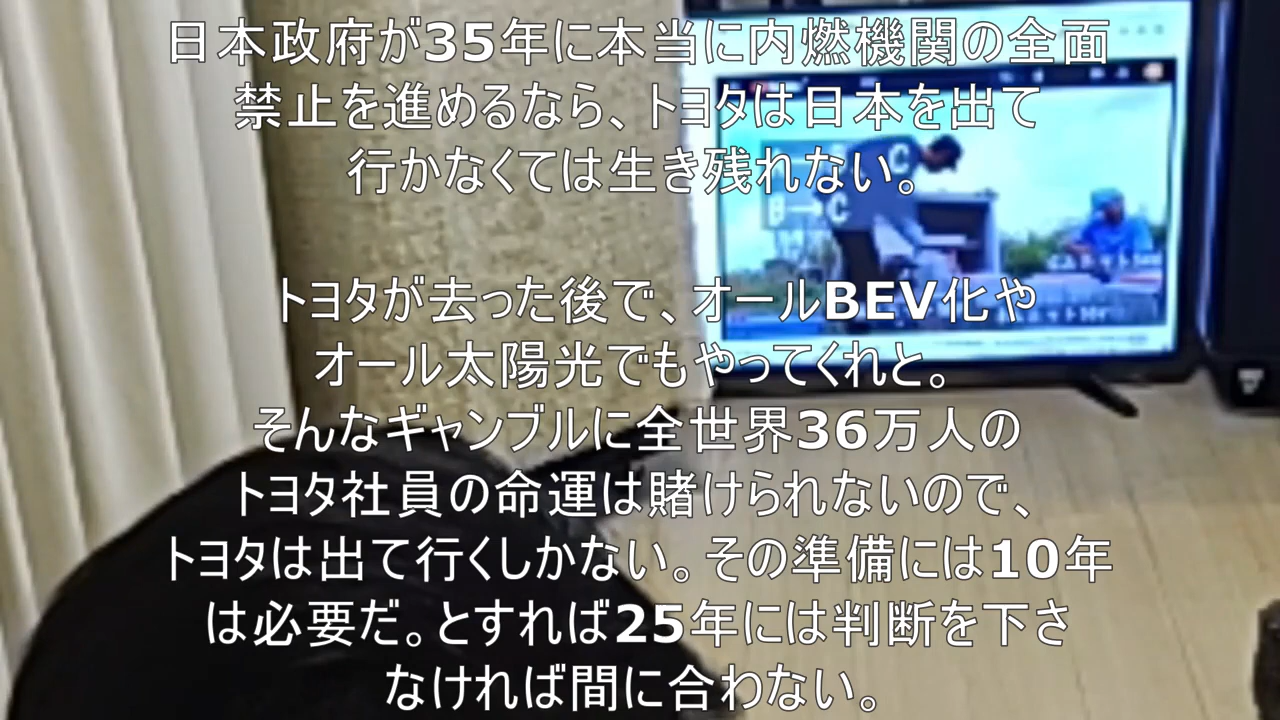 日本政府が35年に本当に内燃機関の全面
禁止を進めるなら、トヨタは日本を出て
行かなくては生き残れない。
C
B→C
トヨタが去った後で、オールBEV化や
オール太陽光でもやってくれと。
そんなギャンブルに全世界36万人の
トヨタ社員の命運は賭けられないので、
トヨタは出て行くしかない。その準備には10年
は必要だ。とすれば25年には判断を下さ
なければ間に合わない。